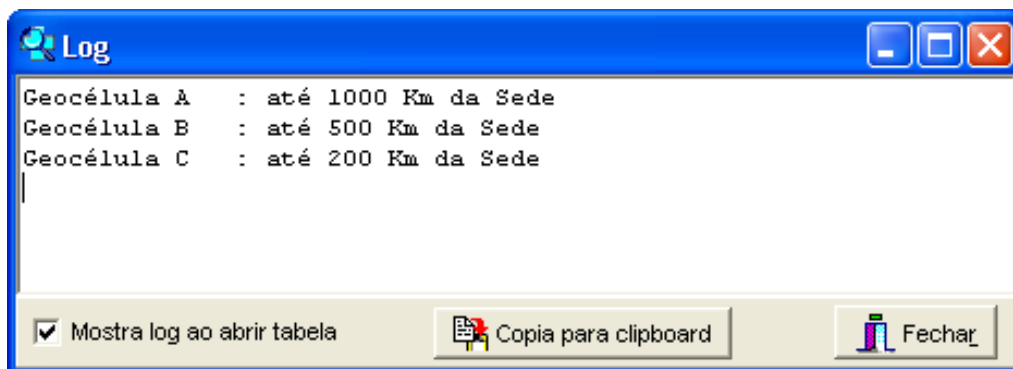 Log
Geocélula A   : até 1000 Km da Sede
Geocélula B   : até 500 Km da Sede
Geocélula C   : até 200 Km da Sede
Mostra log ao abrir tabela
Copia para clipboard
Fechar